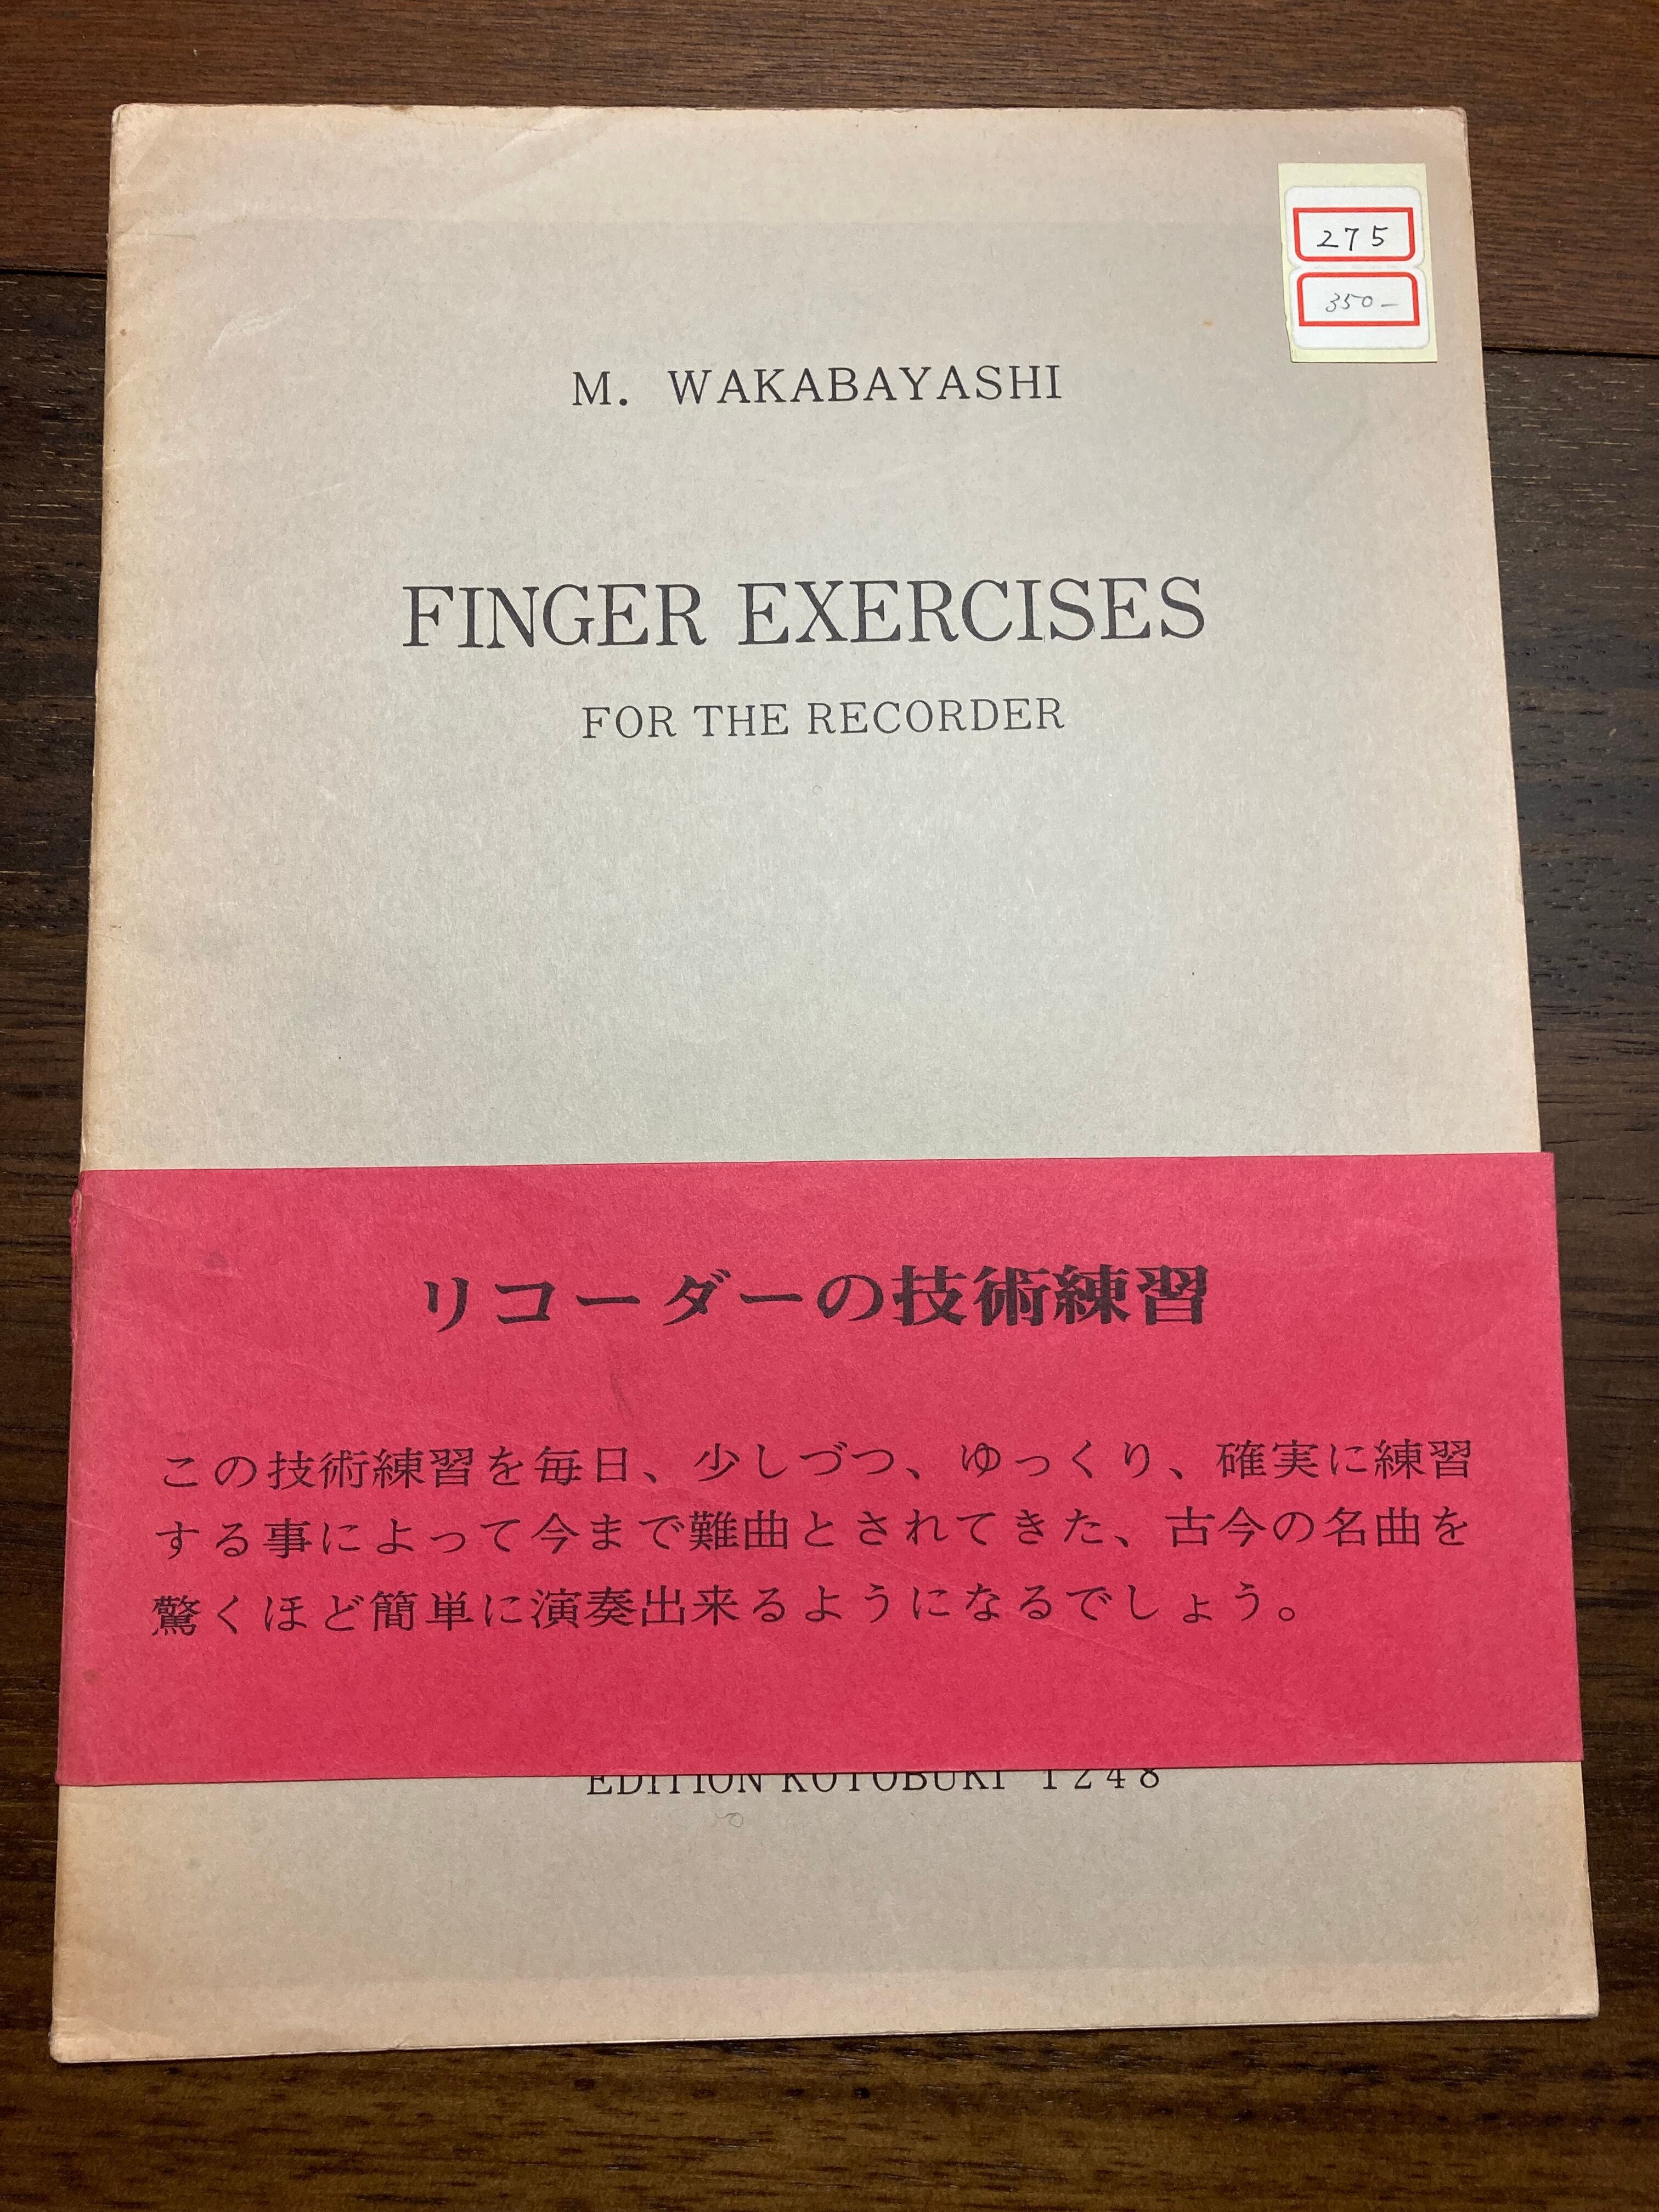 275
350-
M. WAKABAYASHI
FINGER EXERCISES
FOR THE RECORDER
リコーダーの技術練習
この技術練習を毎日、少しづつ、ゆっくり、確実に練習
する事によって今まで難曲とされてきた、古今の名曲を
驚くほど簡単に演奏出来るようになるでしょう。
EDITION KOTOBUKI 1248